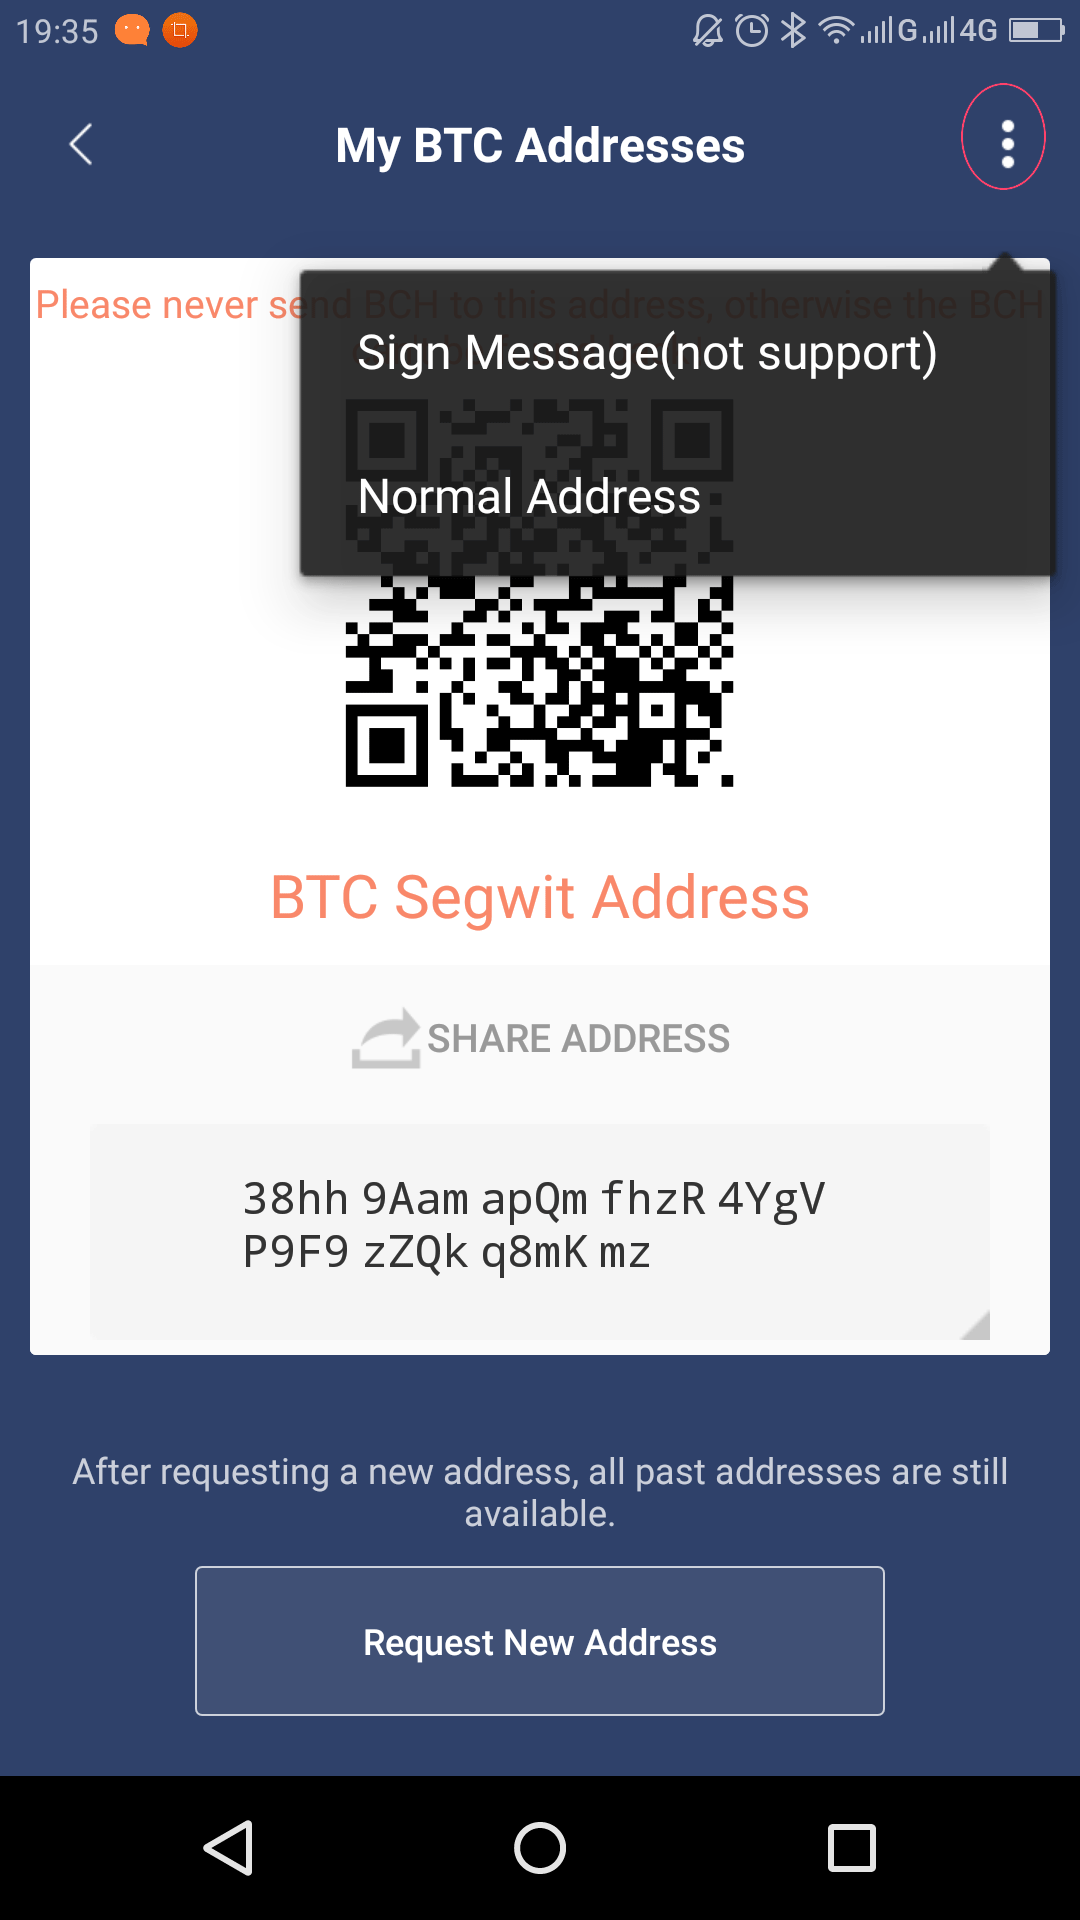 19:35
G 4G
My BTC Addresses
Please never send BCH to this address, otherwise the BCH
Sign Message(not support)
Normal Address
BTC Segwit Address
SHARE ADDRESS
38hh 9Aam apQm fhzR 4YgV
P9F9 zZQk q8mK mz
After requesting a new address, all past addresses are still
available.
Request New Address